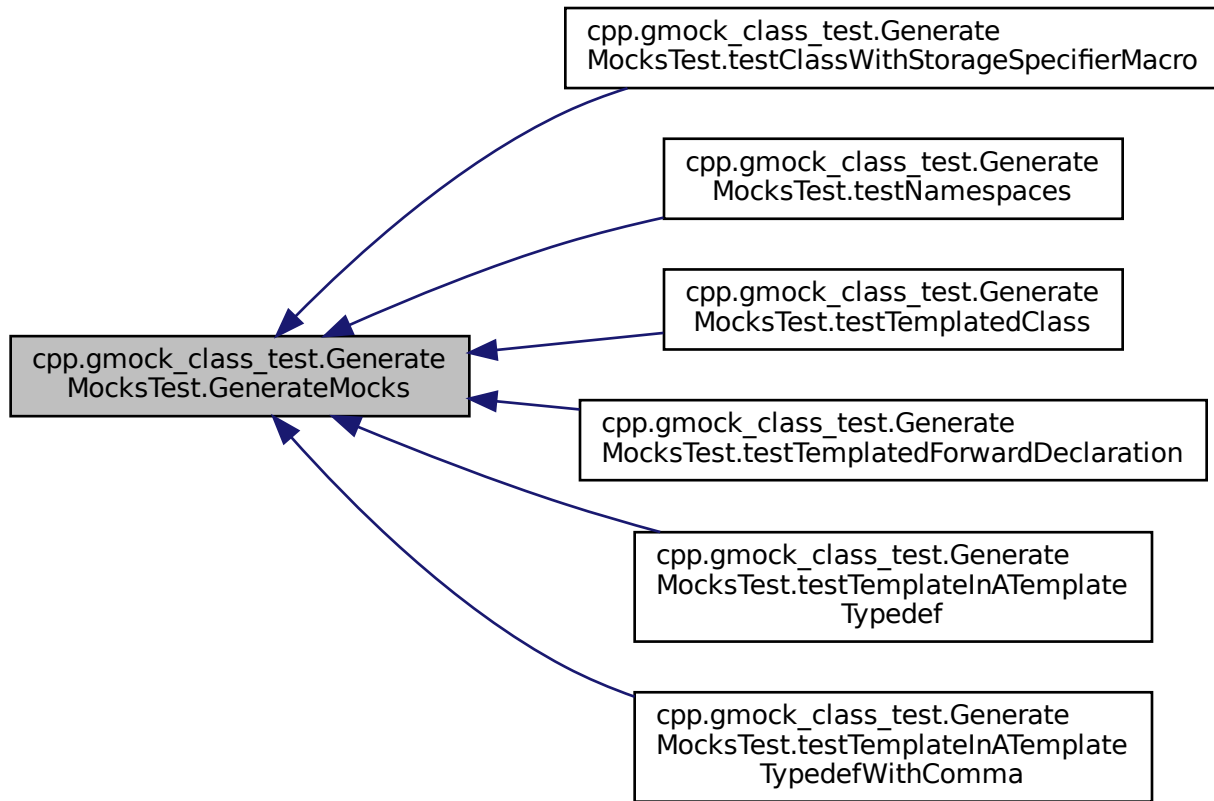 cpp.gmock_class_test.Generate
MocksTest.testClassWithStorageSpecifierMacro
cpp.gmock_class_test.Generate
MocksTest.testNamespaces
cpp.gmock_class_test.Generate
MocksTest.testTemplatedClass
cpp.gmock_class_test.Generate
MocksTest.GenerateMocks
cpp.gmock_class_test.Generate
MocksTest.testTemplatedForwardDeclaration
cpp.gmock_class_test.Generate
MocksTest.testTemplateInATemplate
Typedef
cpp.gmock_class_test.Generate
MocksTest.testTemplateInATemplate
TypedefWithComma